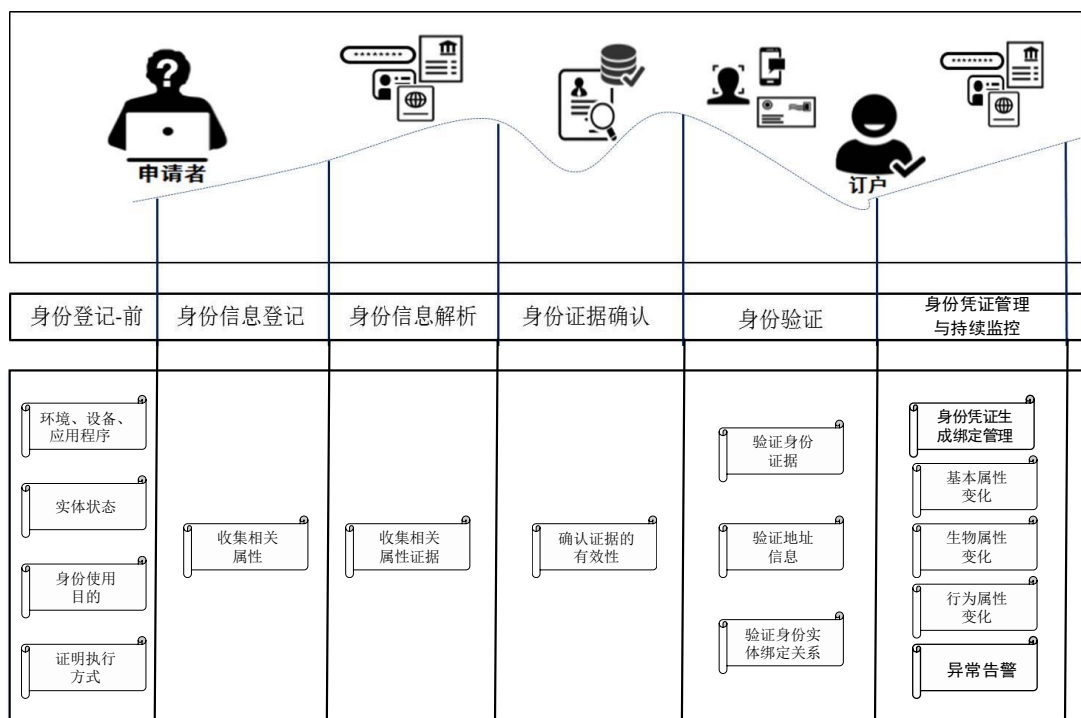 申请者
订户
身份登记-前
身份信息登记
身份信息解析
身份证据确认
身份验证
身份凭证管理
与持续监控
环境、设备、
应用程序
实体状态
身份使用
目的
证明执行
方式
收集相关
属性
收集相关
属性证据
确认证据的
有效性
验证身份
证据
验证地址
信息
验证身份实
体绑定关系
身份凭证生
成绑定管理
基本属性
变化
生物属性
变化
行为属性
变化
异常告警